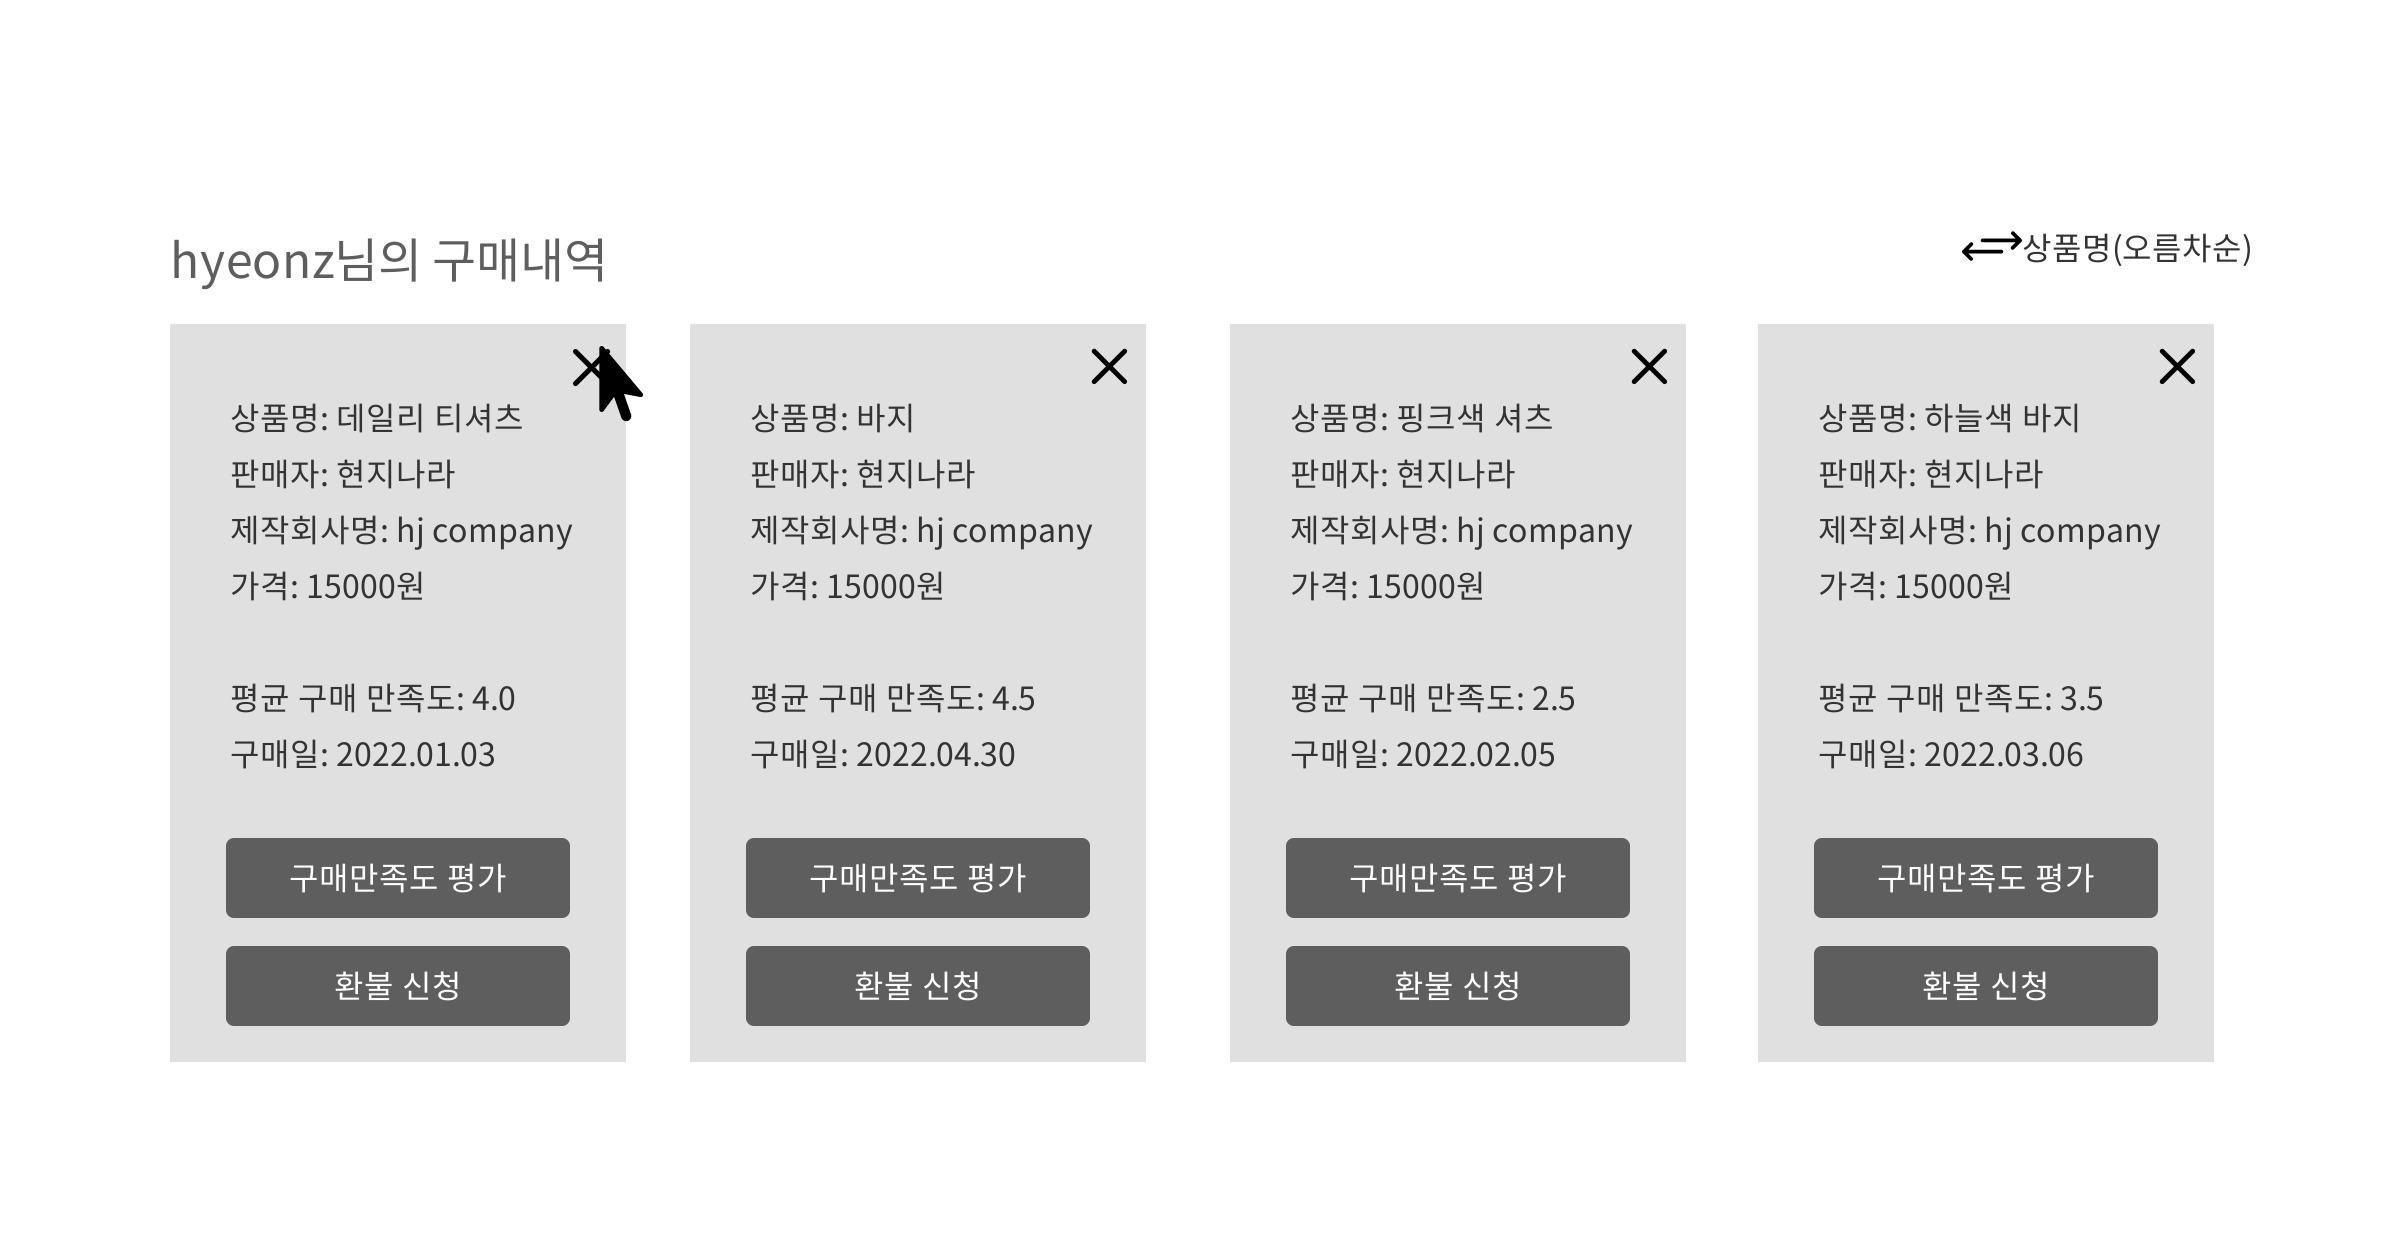 hyeonz님의 구매내역
상품명(오름차순)
상품명: 데일리 티셔츠
판매자: 현지나라
제작회사명: hj company
가격: 15000원
평균 구매 만족도: 4.0
구매일: 2022.01.03
구매만족도 평가
환불 신청
상품명: 바지
판매자: 현지나라
제작회사명: hj company
가격: 15000원
평균 구매 만족도: 4.5
구매일: 2022.04.30
구매만족도 평가
환불 신청
상품명: 핑크색 셔츠
판매자: 현지나라
제작회사명: hj company
가격: 15000원
평균 구매 만족도: 2.5
구매일: 2022.02.05
구매만족도 평가
환불 신청
상품명: 하늘색 바지
판매자: 현지나라
제작회사명: hj company
가격: 15000원
평균 구매 만족도: 3.5
구매일: 2022.03.06
구매만족도 평가
환불 신청